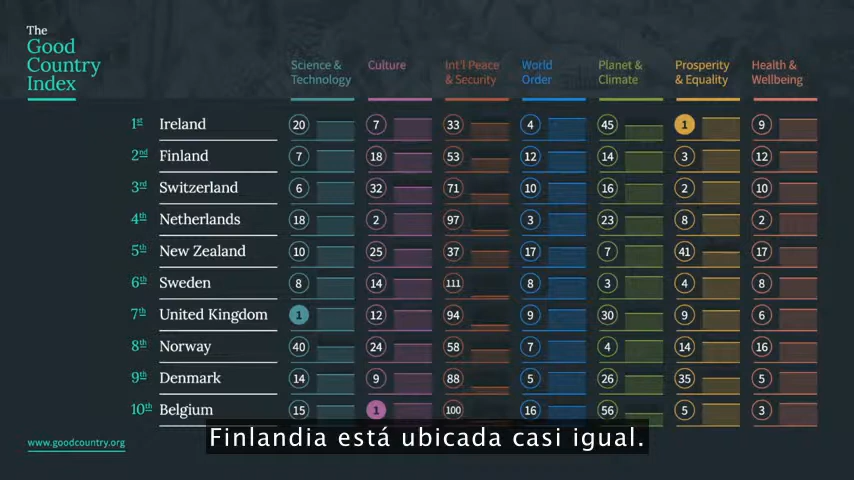 The
Good
Country
Index
Science & Technology Culture Int'l Peace & Security World Order Planet & Climate Prosperity & Equality Health & Wellbeing
1st Ireland 20 7 33 4 45 1 9
2nd Finland 7 18 53 12 14 3 12
3rd Switzerland 6 32 71 10 16 2 10
4th Netherlands 18 2 97 3 23 8 2
5th New Zealand 10 25 37 17 7 41 17
6th Sweden 8 14 111 8 3 4 8
7th United Kingdom 1 12 94 9 30 9 6
8th Norway 40 24 58 7 4 14 16
9th Denmark 14 9 88 5 26 35 5
10th Belgium 15 1 100 16 56 5 3
www.goodcountry.org
Finlandia está ubicada casi igual.